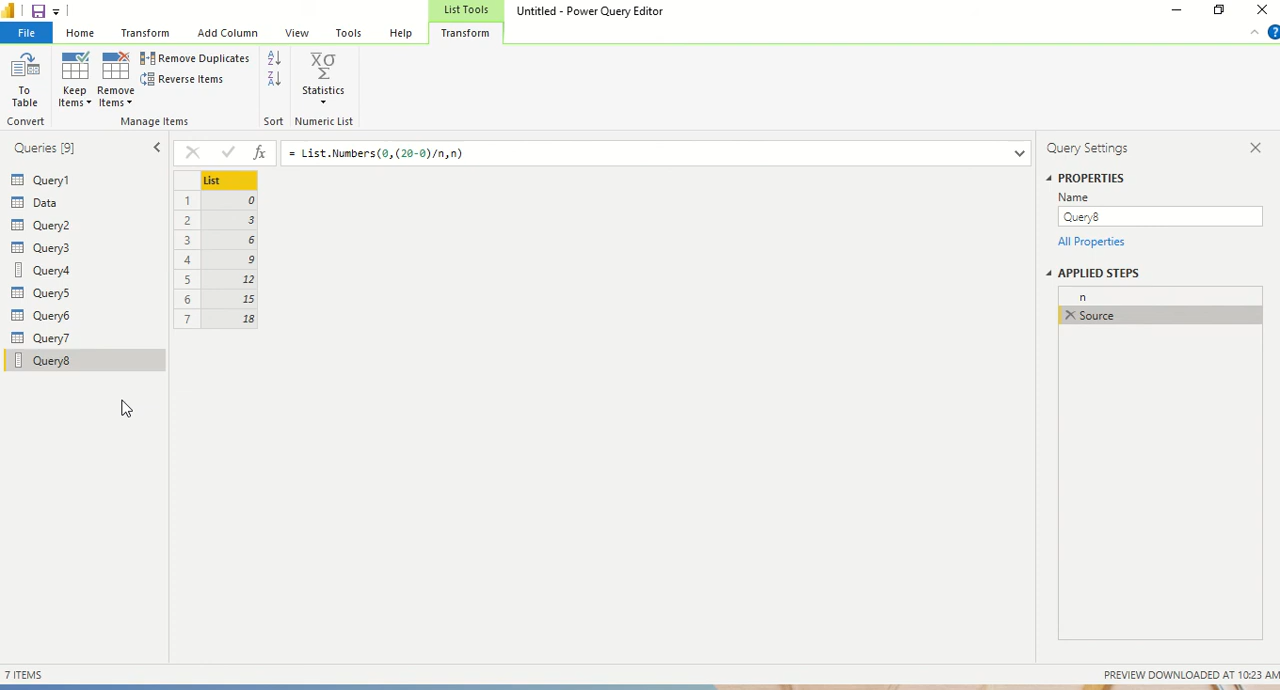 List Tools
Untitled - Power Query Editor
File
Home
Transform
Add Column
View
Tools
Help
Transform
To
Table
Keep
Items
Remove
Items
Remove Duplicates
Reverse Items
Statistics
Convert
Manage Items
Sort
Numeric List
Queries [9]
Query1
Data
Query2
Query3
Query4
Query5
Query6
Query7
Query8
fx
= List.Numbers(0,(20-0)/n,n)
List
1 0
2 3
3 6
4 9
5 12
6 15
7 18
Query Settings
PROPERTIES
Name
Query8
All Properties
APPLIED STEPS
n
Source
7 ITEMS
PREVIEW DOWNLOADED AT 10:23 AM